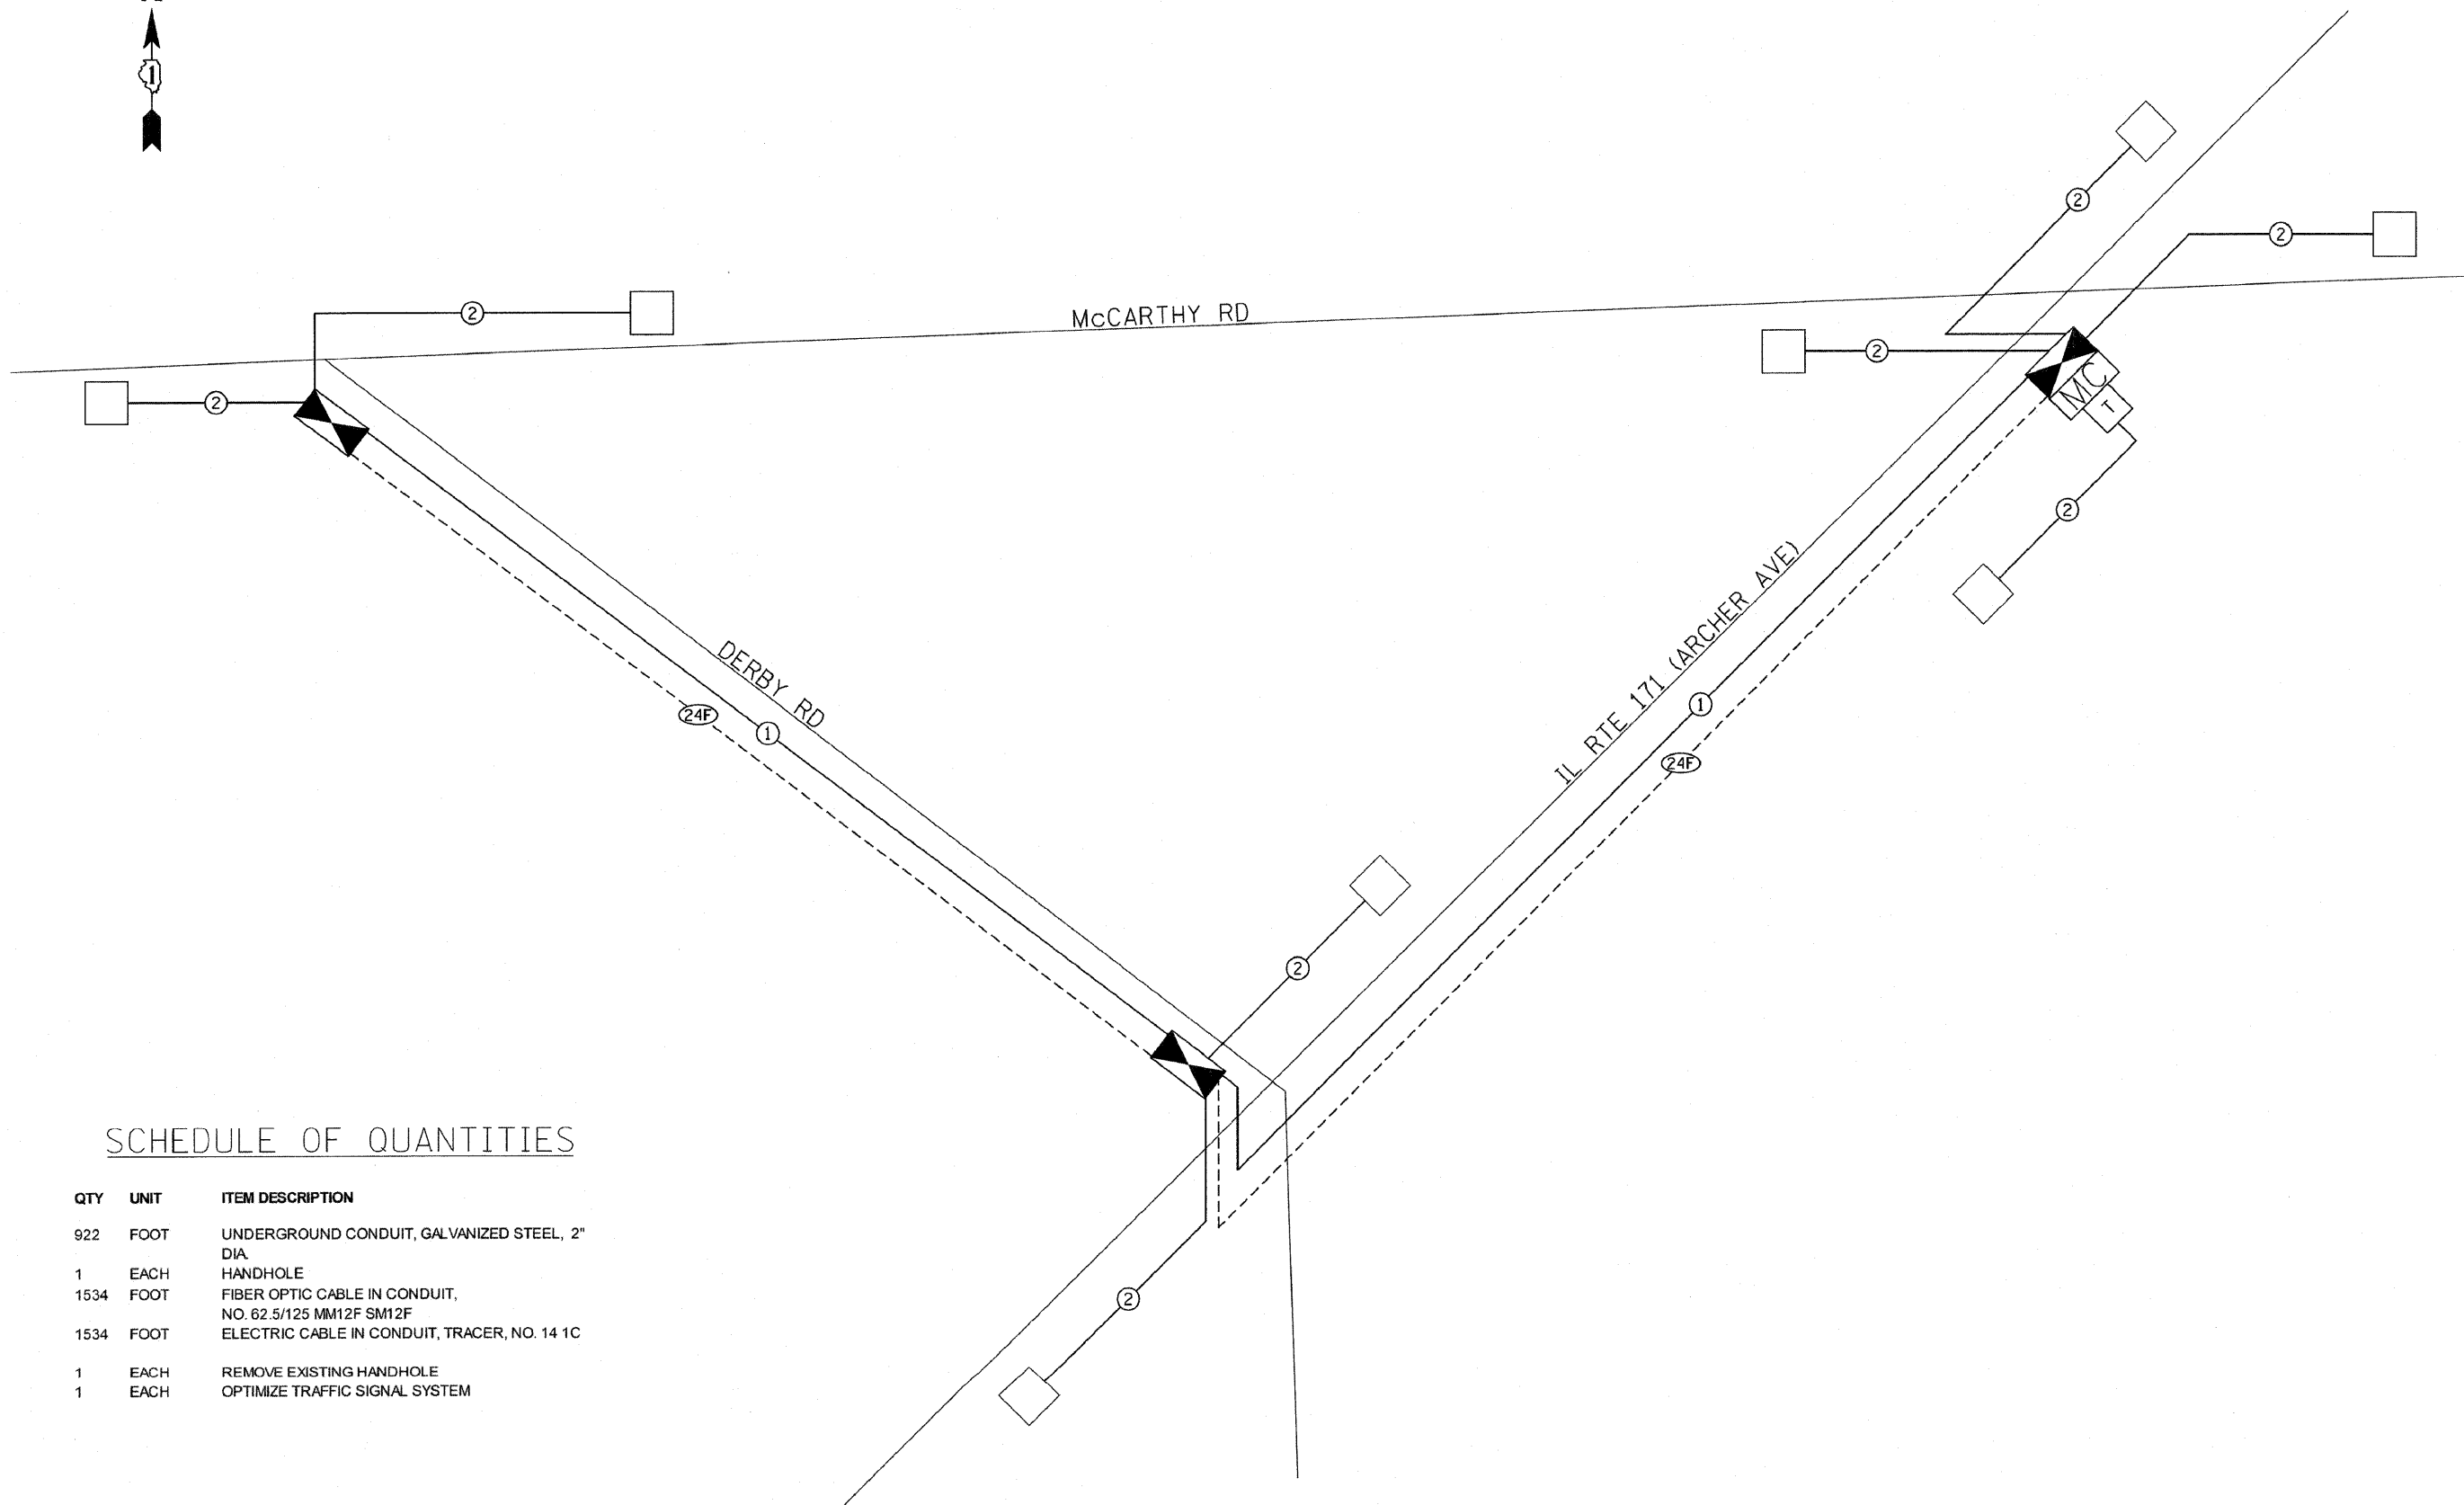 1
2
2
2
McCARTHY RD
2
2
2
MC
T
2
DERBY RD
24F
1
IL RTE 171 (ARCHER AVE)
1
24F
2
2
SCHEDULE OF QUANTITIES
QTY UNIT ITEM DESCRIPTION
922 FOOT UNDERGROUND CONDUIT, GALVANIZED STEEL, 2"
DIA.
1 EACH HANDHOLE
1534 FOOT FIBER OPTIC CABLE IN CONDUIT,
NO. 62.5/125 MM12F SM12F
1534 FOOT ELECTRIC CABLE IN CONDUIT, TRACER, NO. 14 1C
1 EACH REMOVE EXISTING HANDHOLE
1 EACH OPTIMIZE TRAFFIC SIGNAL SYSTEM